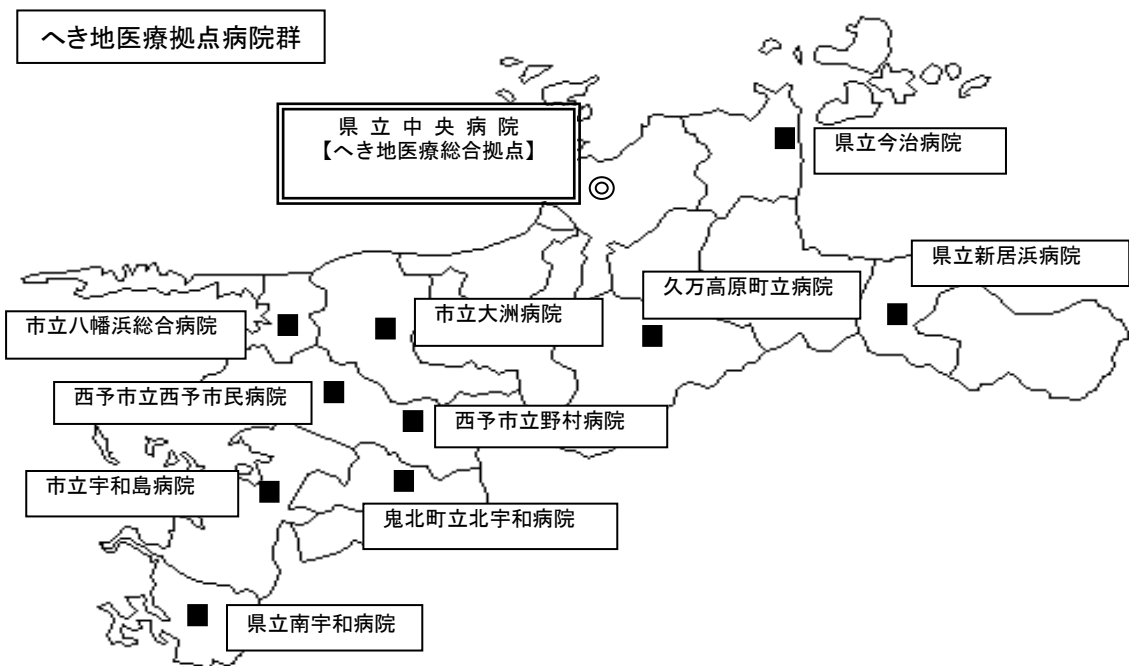 へき地医療拠点病院群
県立中央病院
【へき地医療総合拠点】
県立今治病院
県立新居浜病院
久万高原町立病院
市立大洲病院
市立八幡浜総合病院
西予市立西予市民病院
西予市立野村病院
市立宇和島病院
鬼北町立北宇和病院
県立南宇和病院